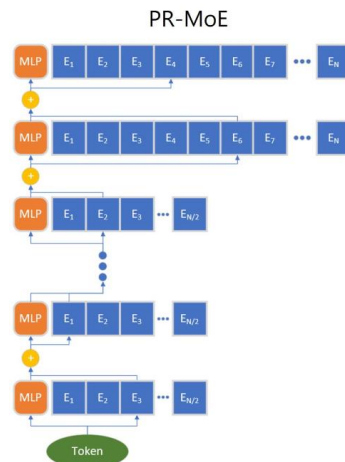 PR-MoE
MLP E1 E2 E3 E4 E5 E6 E7 ••• EN
+
MLP E1 E2 E3 E4 E5 E6 E7 ••• EN
+
MLP E1 E2 E3 ••• EN/2
MLP E1 E2 E3 ••• EN/2
+
MLP E1 E2 E3 ••• EN/2
Token